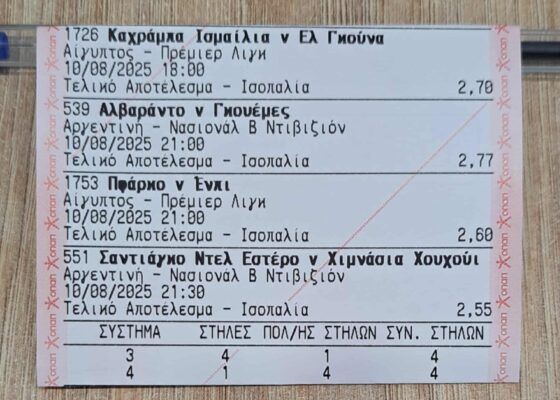 1726 Καχράμπα Ισμαίλια ν Ελ Γκούνα
Αίγυπτος - Πρέμιερ Λιγκ
10/08/2025 18:00
Τελικό Αποτέλεσμα - Ισοπαλία 2,70
539 Αλβαράντο ν Γκουέμες
Αργεντινή - Νασιονάλ Β Ντιβιζιόν
10/08/2025 21:00
Τελικό Αποτέλεσμα - Ισοπαλία 2,77
1753 Πφάρκο ν Ένπι
Αίγυπτος - Πρέμιερ Λιγκ
10/08/2025 21:00
Τελικό Αποτέλεσμα - Ισοπαλία 2,60
551 Σαντιάγκο Ντελ Εστέρο ν Χιμνάσια Χουχούι
Αργεντινή - Νασιονάλ Β Ντιβιζιόν
10/08/2025 21:30
Τελικό Αποτέλεσμα - Ισοπαλία 2,55
ΣΥΣΤΗΜΑ ΣΤΗΛΕΣ ΠΟΛ/ΗΣ ΣΤΗΛΩΝ ΣΥΝ. ΣΤΗΛΩΝ
3 4 1 4
4 1 4 4
οπαπ